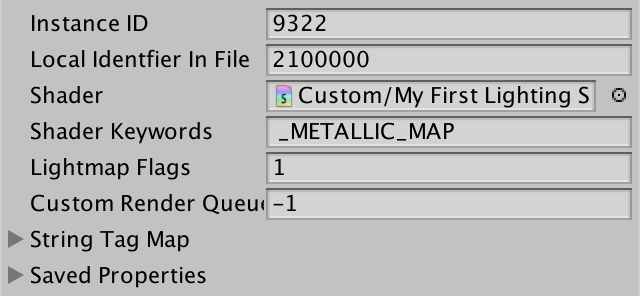 Instance ID 9322
Local Identfier In File 2100000
Shader Custom/My First Lighting S
Shader Keywords _METALLIC_MAP
Lightmap Flags 1
Custom Render Queue -1
String Tag Map
Saved Properties